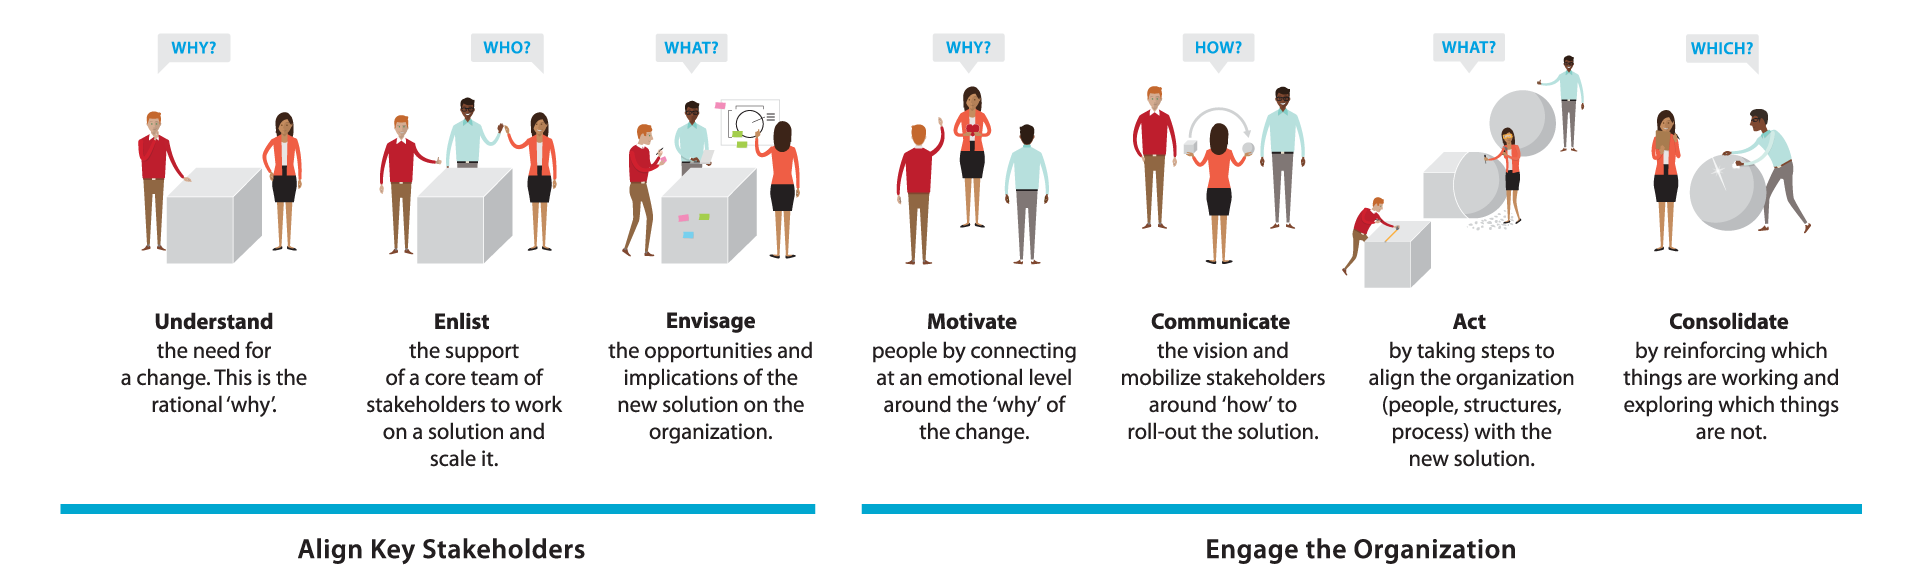 WHY?
WHO?
WHAT?
WHY?
HOW?
WHAT?
WHICH?
Understand
the need for
a change. This is the
rational ‘why’.
Enlist
the support
of a core team of
stakeholders to work
on a solution and
scale it.
Envisage
the opportunities and
implications of the
new solution on the
organization.
Motivate
people by connecting
at an emotional level
around the ‘why’ of
the change.
Communicate
the vision and
mobilize stakeholders
around ‘how’ to
roll-out the solution.
Act
by taking steps to
align the organization
(people, structures,
process) with the
new solution.
Consolidate
by reinforcing which
things are working and
exploring which things
are not.
Align Key Stakeholders
Engage the Organization